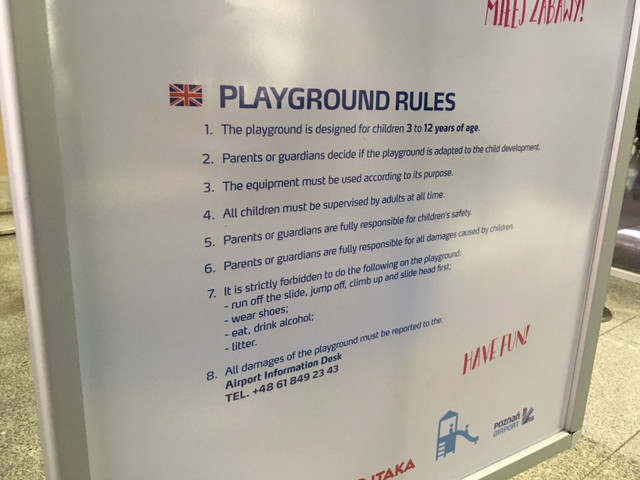 MIŁEJ ZABAWY!
PLAYGROUND RULES
1. The playground is designed for children 3 to 12 years of age.
2. Parents or guardians decide if the playground is adapted to the child development.
3. The equipment must be used according to its purpose.
4. All children must be supervised by adults at all time.
5. Parents or guardians are fully responsible for children's safety.
6. Parents or guardians are fully responsible for all damages caused by children.
7. It is strictly forbidden to do the following on the playground:
- run off the slide, jump off, climb up and slide head first;
- wear shoes;
- eat, drink alcohol;
- litter.
8. All damages of the playground must be reported to the:
Airport Information Desk
TEL. +48 61 849 23 43
HAVE FUN!
POZNAŃ
AIRPORT
ITAKA